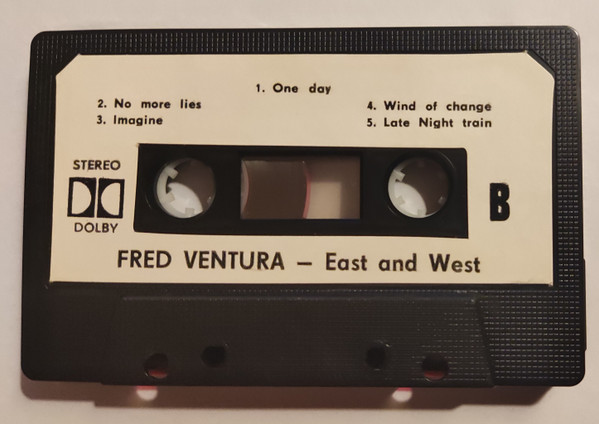 1. One day
2. No more lies
3. Imagine
4. Wind of change
5. Late Night train
STEREO
DOLBY
B
FRED VENTURA – East and West